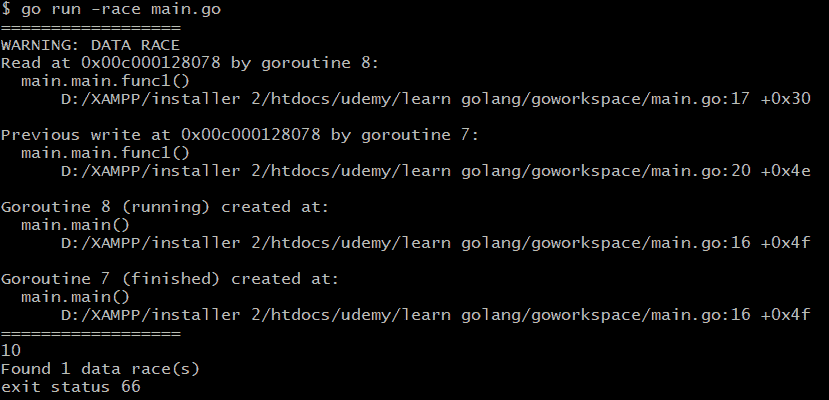 $ go run -race main.go
==================
WARNING: DATA RACE
Read at 0x00c000128078 by goroutine 8:
  main.main.func1()
      D:/XAMPP/installer 2/htdocs/udemy/learn golang/goworkspace/main.go:17 +0x30

Previous write at 0x00c000128078 by goroutine 7:
  main.main.func1()
      D:/XAMPP/installer 2/htdocs/udemy/learn golang/goworkspace/main.go:20 +0x4e

Goroutine 8 (running) created at:
  main.main()
      D:/XAMPP/installer 2/htdocs/udemy/learn golang/goworkspace/main.go:16 +0x4f

Goroutine 7 (finished) created at:
  main.main()
      D:/XAMPP/installer 2/htdocs/udemy/learn golang/goworkspace/main.go:16 +0x4f
==================
10
Found 1 data race(s)
exit status 66